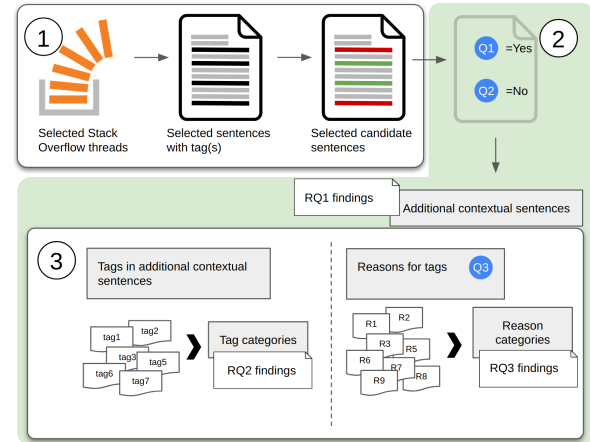 1
2
Q1 =Yes
Q2 =No
Selected Stack
Overflow threads
Selected sentences
with tag(s)
Selected candidate
sentences
RQ1 findings
Additional contextual sentences
3
Tags in additional contextual
sentences
Reasons for tags Q3
tag1
tag2
tag3
tag5
tag6
tag7
Tag categories
RQ2 findings
R1
R2
R3
R5
R6
R7
R8
R9
Reason
categories
RQ3 findings